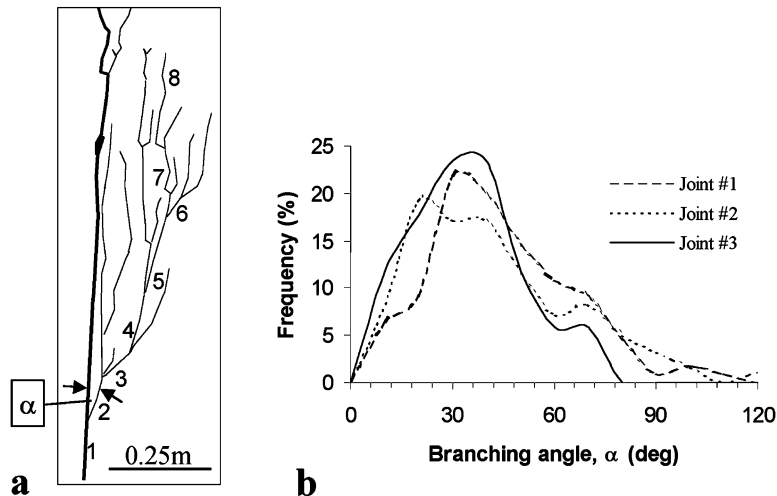 8
7
6
5
4
3
α
2
1
0.25m
a
b
25
20
15
10
5
0
Frequency (%)
Joint #1
Joint #2
Joint #3
0 30 60 90 120
Branching angle, α (deg)